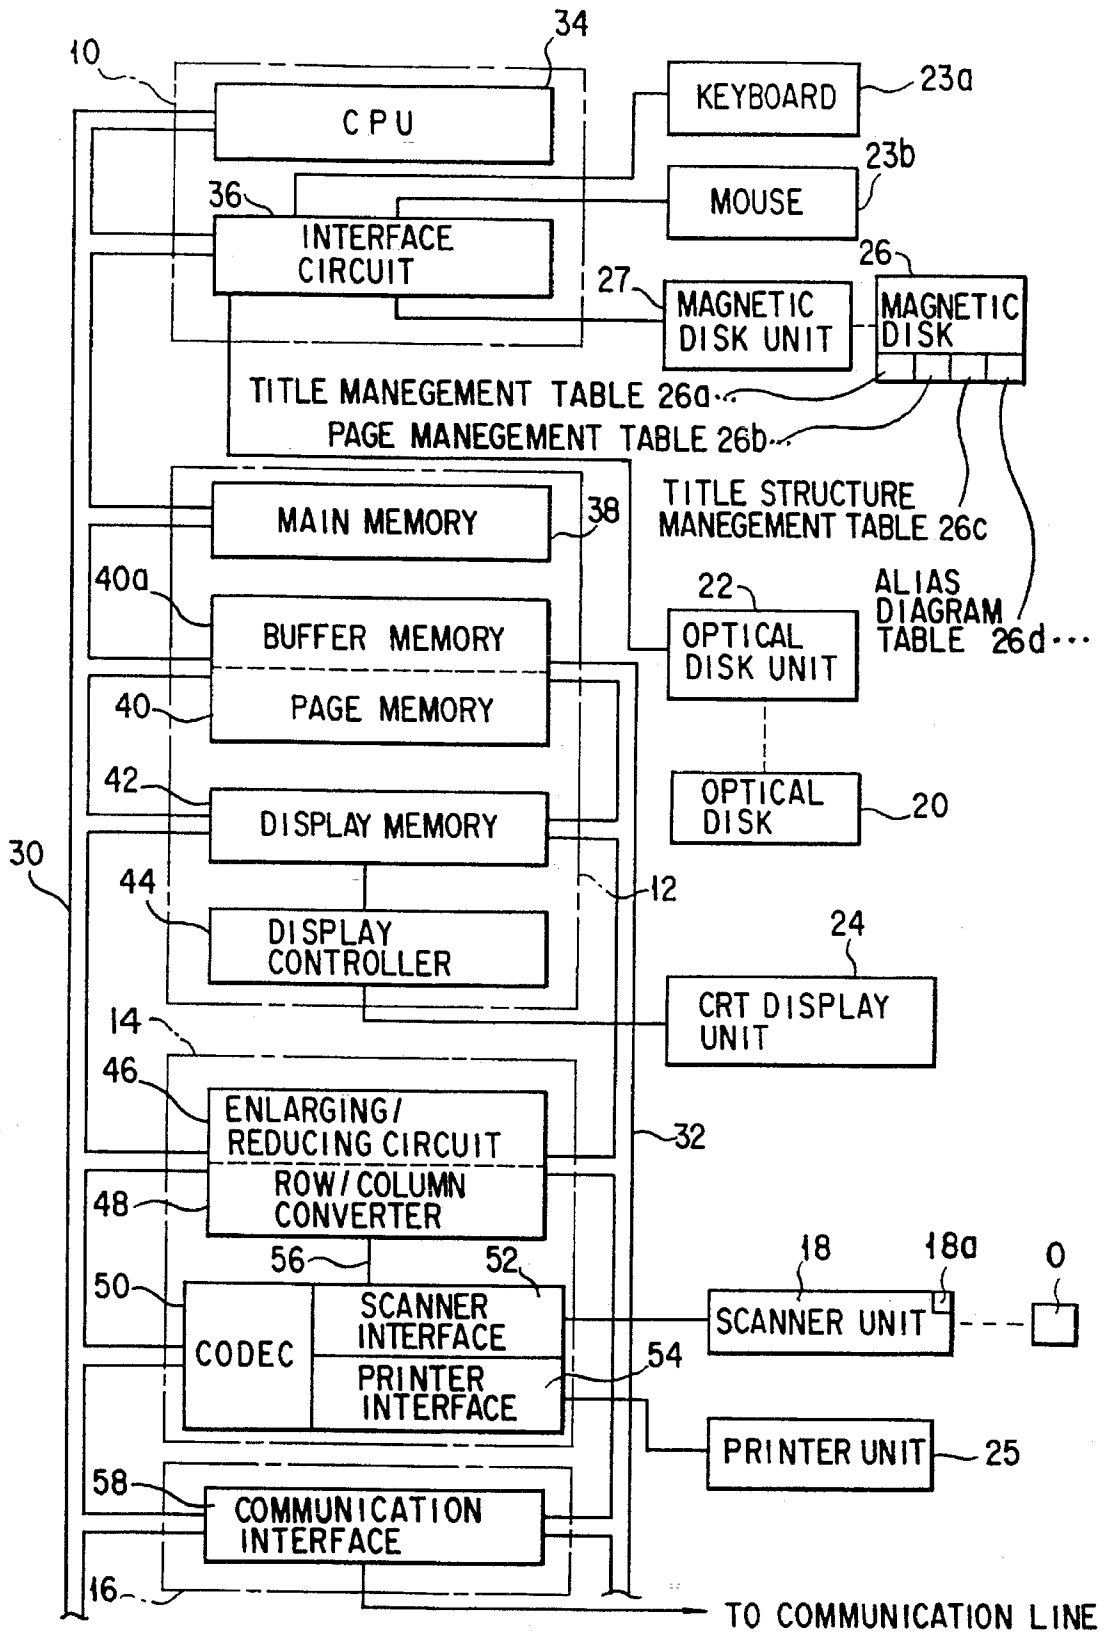 10
34
CPU
KEYBOARD
23a
23b
MOUSE
36
INTERFACE
CIRCUIT
27
26
MAGNETIC
DISK UNIT
MAGNETIC
DISK
TITLE MANEGEMENT TABLE 26a...
PAGE MANEGEMENT TABLE 26b...
TITLE STRUCTURE
MANEGEMENT TABLE 26c
ALIAS
DIAGRAM
TABLE 26d...
MAIN MEMORY
38
40a
BUFFER MEMORY
40
PAGE MEMORY
22
OPTICAL
DISK UNIT
42
DISPLAY MEMORY
OPTICAL
DISK
20
30
44
12
DISPLAY
CONTROLLER
24
CRT DISPLAY
UNIT
14
46
ENLARGING/
REDUCING CIRCUIT
32
48
ROW/COLUMN
CONVERTER
56
52
50
CODEC
SCANNER
INTERFACE
18
18a
O
SCANNER UNIT
54
PRINTER
INTERFACE
PRINTER UNIT
25
58
COMMUNICATION
INTERFACE
16
TO COMMUNICATION LINE